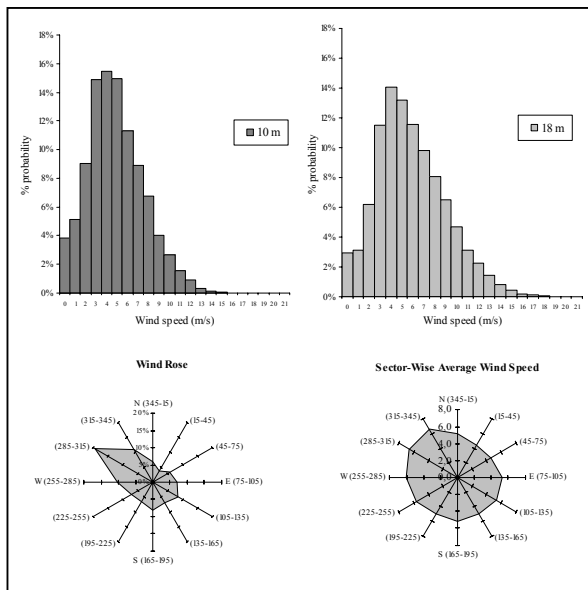 18%
16%
14%
12%
10%
8%
6%
4%
2%
0%
% probability
10 m
0 1 2 3 4 5 6 7 8 9 10 11 12 13 14 15 16 17 18 19 20 21
Wind speed (m/s)
18%
16%
14%
12%
10%
8%
6%
4%
2%
0%
% probability
18 m
0 1 2 3 4 5 6 7 8 9 10 11 12 13 14 15 16 17 18 19 20 21
Wind speed (m/s)
Wind Rose
N (345-15)
(15-45)
(45-75)
E (75-105)
(105-135)
(135-165)
S (165-195)
(195-225)
(225-255)
W (255-285)
(285-315)
(315-345)
20%
15%
10%
5%
Sector-Wise Average Wind Speed
N (345-15)
(15-45)
(45-75)
E (75-105)
(105-135)
(135-165)
S (165-195)
(195-225)
(225-255)
W (255-285)
(285-315)
(315-345)
8,0
6,0
4,0
2,0
0,0